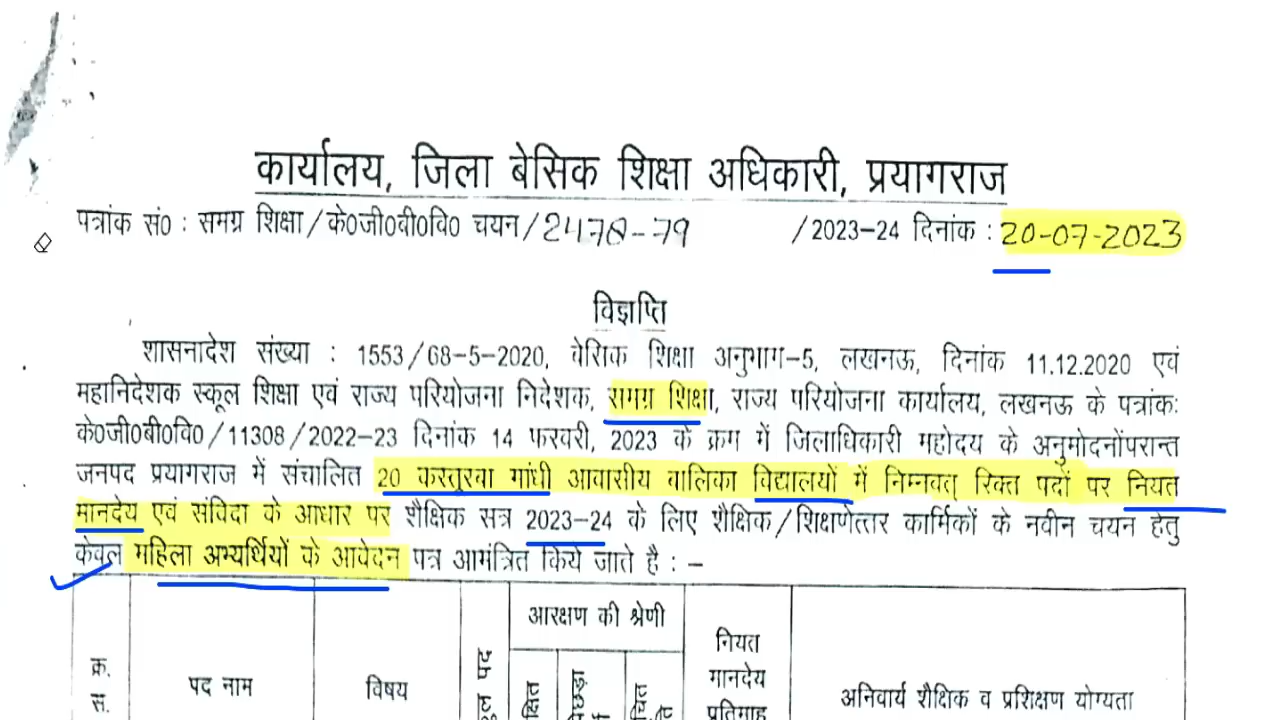 कार्यालय, जिला बेसिक शिक्षा अधिकारी, प्रयागराज
पत्रांक सं0 : समग्र शिक्षा/के0जी0बी0वि0 चयन/2478-79 /2023-24 दिनांक : 20-07-2023
विज्ञप्ति
शासनादेश संख्या : 1553/68-5-2020, बेसिक शिक्षा अनुभाग-5, लखनऊ, दिनांक 11.12.2020 एवं
महानिदेशक स्कूल शिक्षा एवं राज्य परियोजना निदेशक, समग्र शिक्षा, राज्य परियोजना कार्यालय, लखनऊ के पत्रांकः
के0जी0बी0वि0/11308/2022-23 दिनांक 14 फरवरी, 2023 के क्रम में जिलाधिकारी महोदय के अनुमोदनोंपरान्त
जनपद प्रयागराज में संचालित 20 कस्तूरबा गांधी आवासीय बालिका विद्यालयों में निम्नवत् रिक्त पदों पर नियत
मानदेय एवं संविदा के आधार पर शैक्षिक सत्र 2023-24 के लिए शैक्षिक/शिक्षणेत्तर कार्मिकों के नवीन चयन हेतु
केवल महिला अभ्यर्थियों के आवेदन पत्र आमंत्रित किये जाते है : –
क्र. स.
पद नाम
विषय
पद
आरक्षण की श्रेणी
नियत
मानदेय
प्रतिमाह
अनिवार्य शैक्षिक व प्रशिक्षण योग्यता